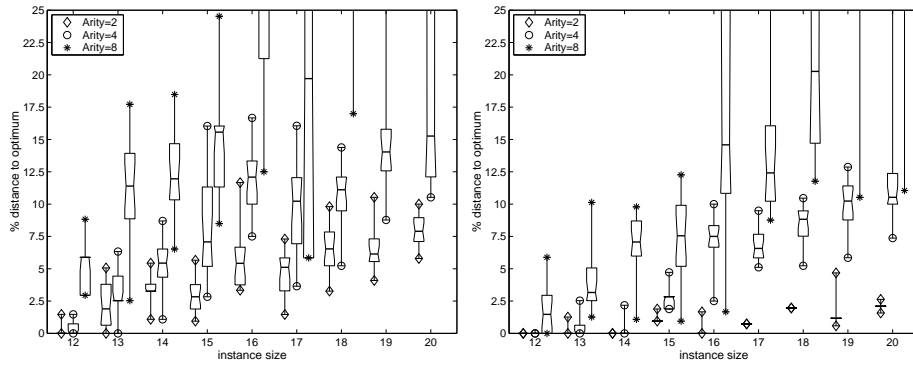 25
22.5
20
17.5
15
12.5
10
7.5
5
2.5
0
% distance to optimum
Arity=2
Arity=4
Arity=8
12 13 14 15 16 17 18 19 20
instance size
25
22.5
20
17.5
15
12.5
10
7.5
5
2.5
0
% distance to optimum
Arity=2
Arity=4
Arity=8
12 13 14 15 16 17 18 19 20
instance size